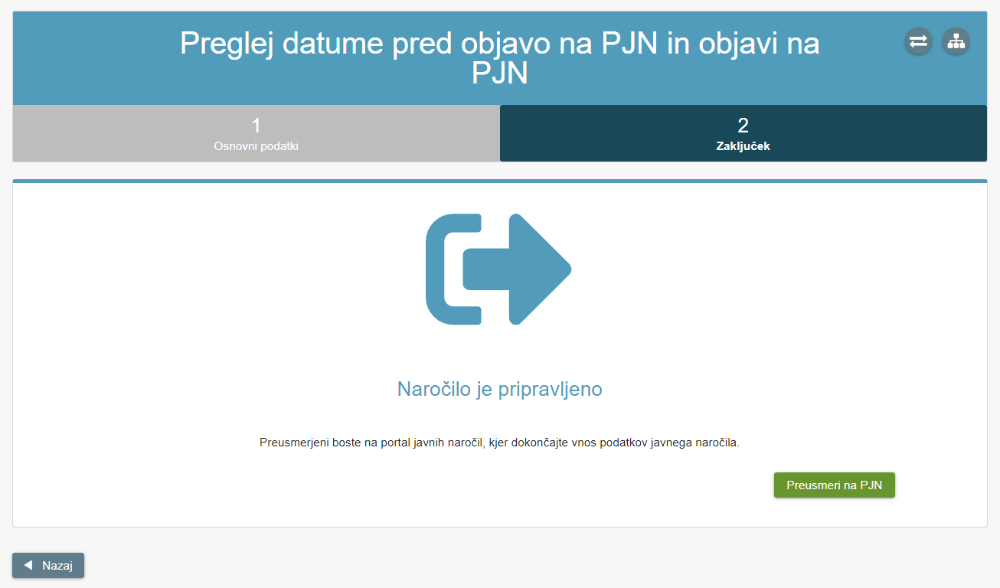 Preglej datume pred objavo na PJN in objavi na
PJN
1
Osnovni podatki
2
Zaključek
Naročilo je pripravljeno
Preusmerjeni boste na portal javnih naročil, kjer dokončajte vnos podatkov javnega naročila.
Preusmeri na PJN
Nazaj